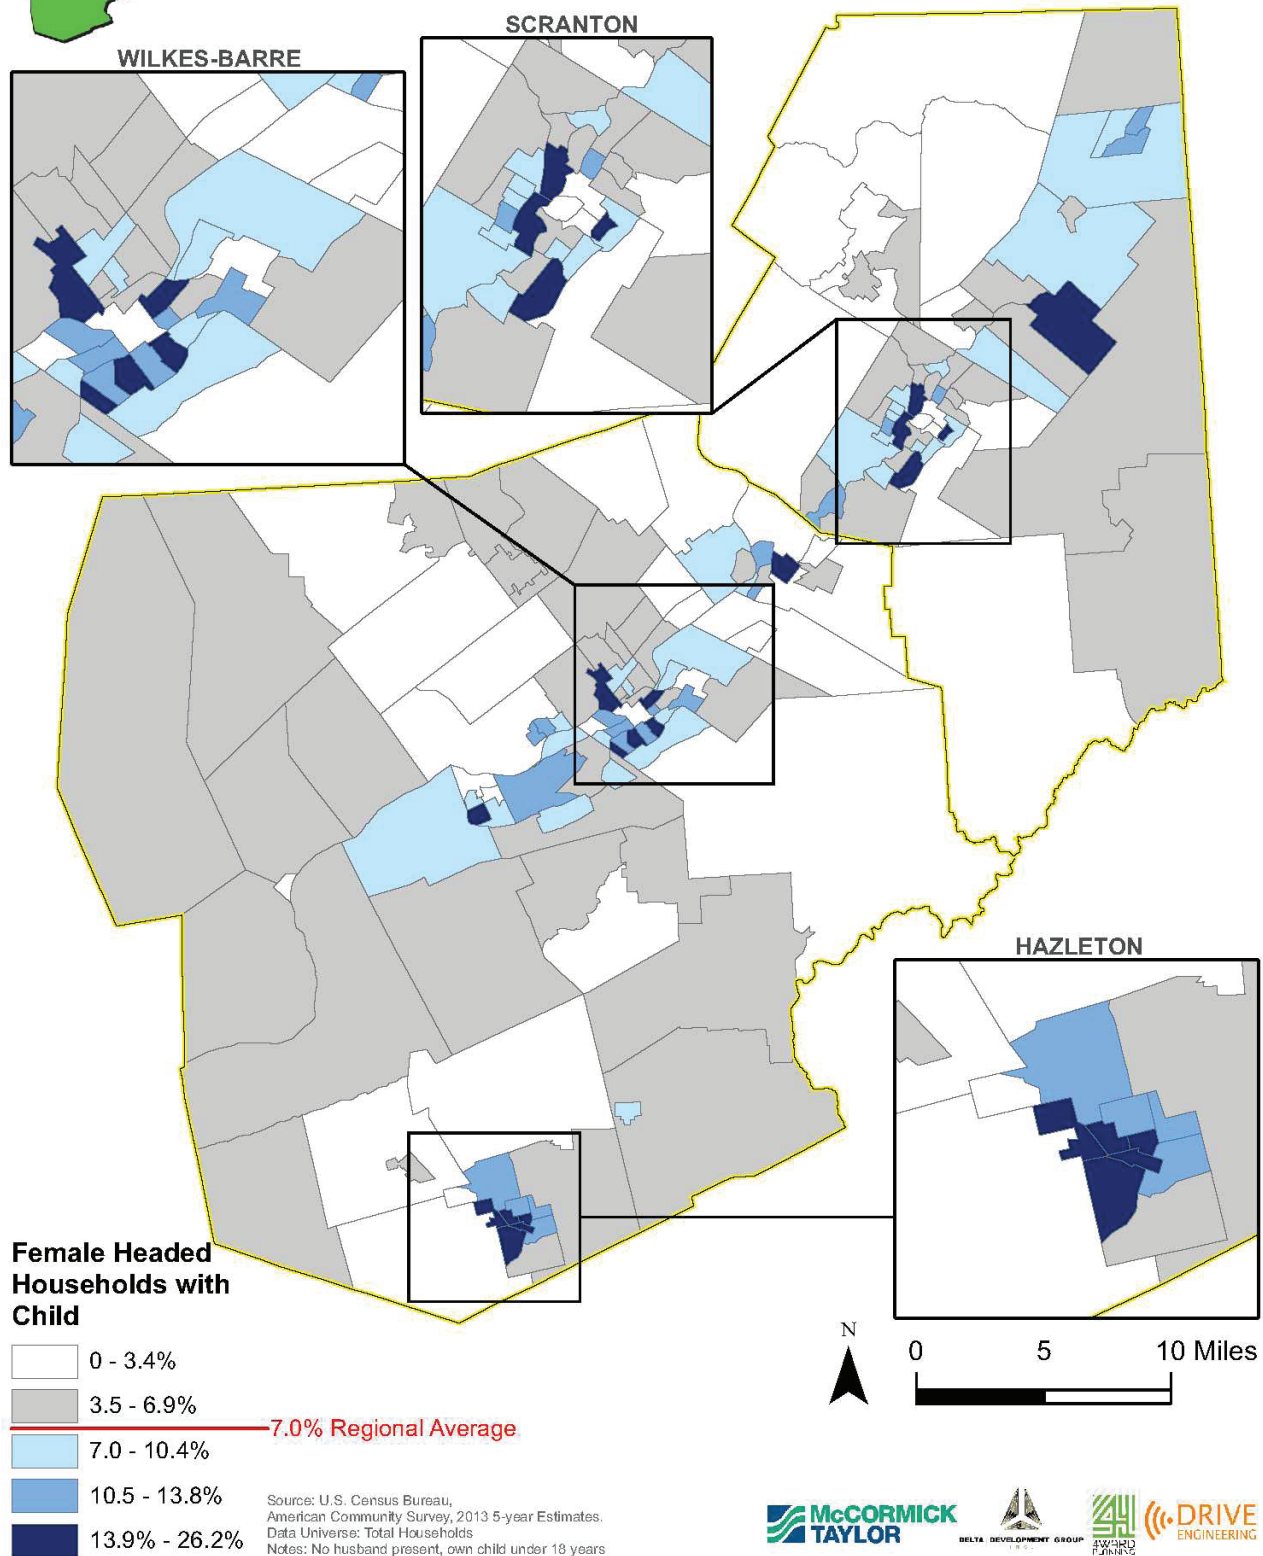 SCRANTON
WILKES-BARRE
HAZLETON
Female Headed
Households with
Child
0 - 3.4%
3.5 - 6.9%
7.0% Regional Average
7.0 - 10.4%
10.5 - 13.8%
13.9% - 26.2%
Source: U.S. Census Bureau,
American Community Survey, 2013 5-year Estimates.
Data Universe: Total Households
Notes: No husband present, own child under 18 years
N
0 5 10 Miles
McCORMICK
TAYLOR
DELTA DEVELOPMENT GROUP
INC.
4WARD
PLANNING
DRIVE
ENGINEERING